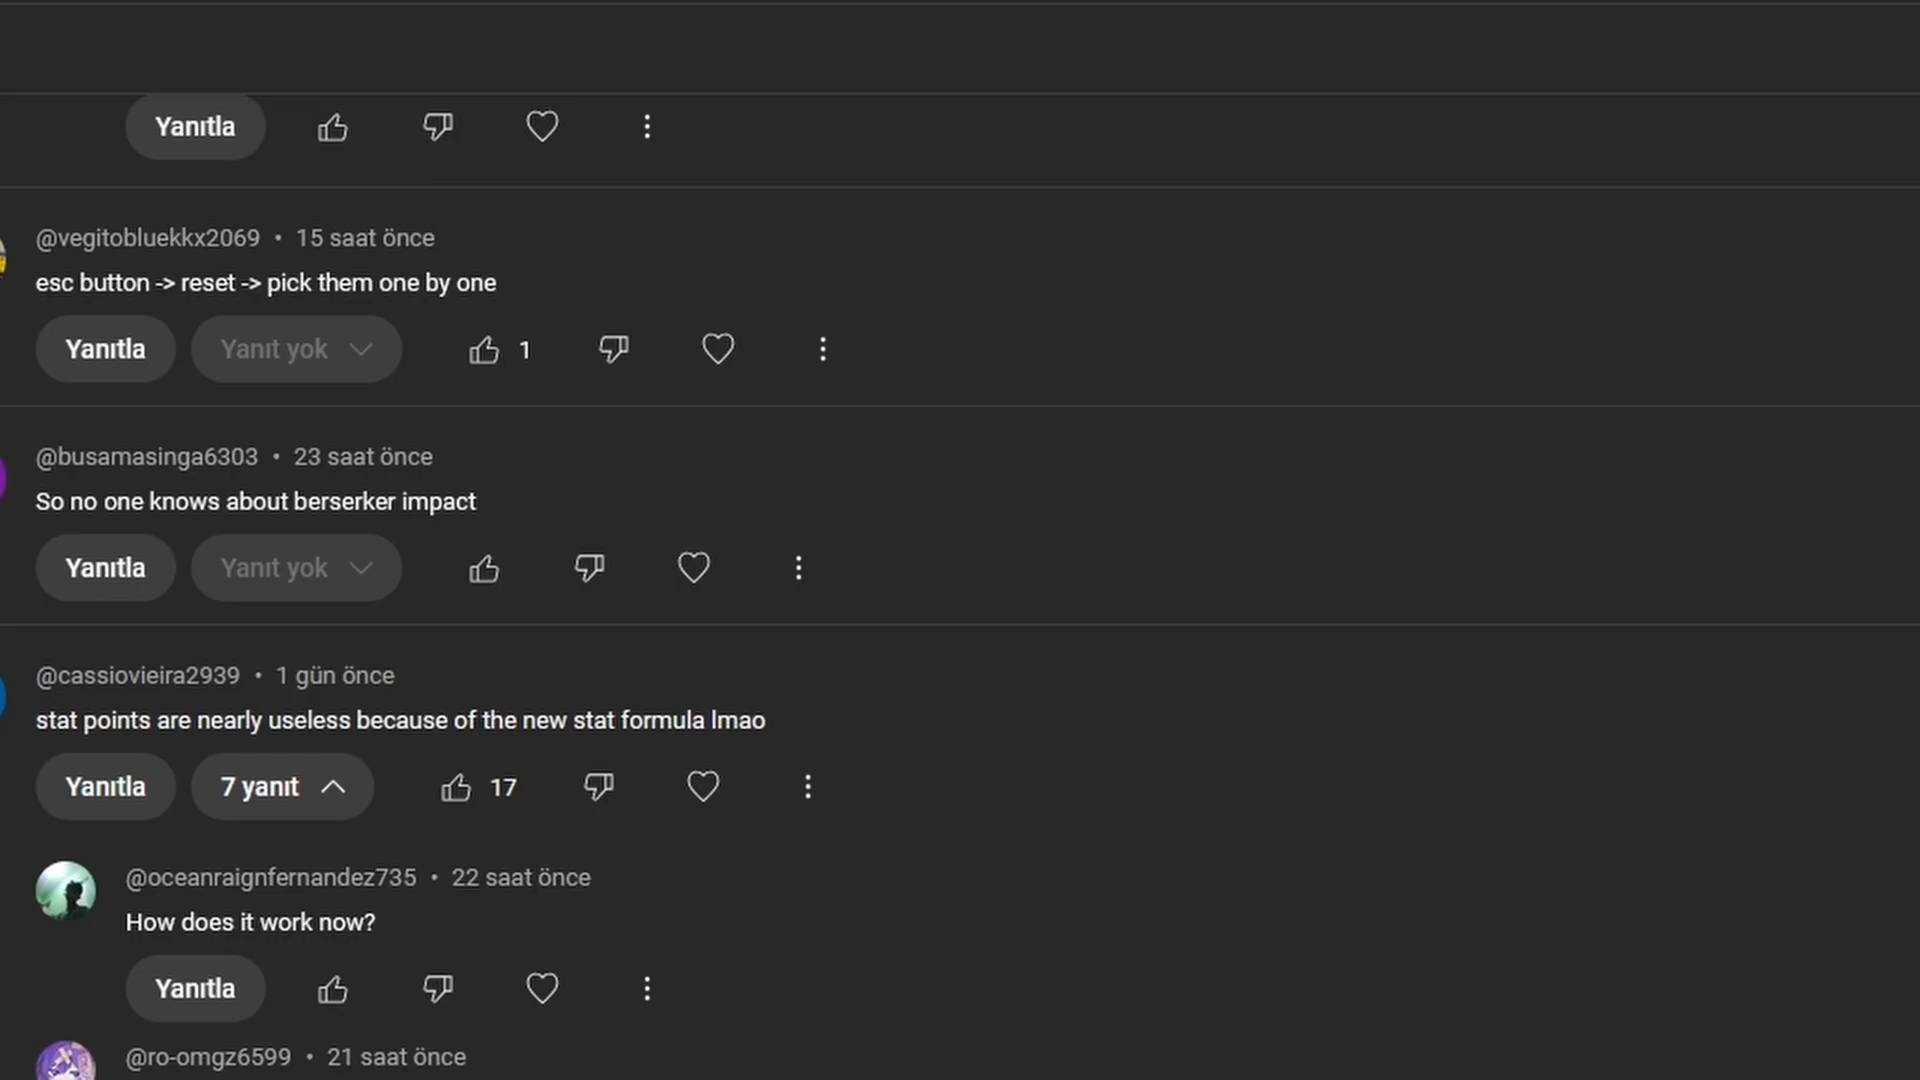 Yanıtla
@vegitobluekkx2069 • 15 saat önce
esc button -> reset -> pick them one by one
Yanıtla Yanıt yok 1
@busamasinga6303 • 23 saat önce
So no one knows about berserker impact
Yanıtla Yanıt yok
@cassiovieira2939 • 1 gün önce
stat points are nearly useless because of the new stat formula lmao
Yanıtla 7 yanıt 17
@oceanraignfernandez735 • 22 saat önce
How does it work now?
Yanıtla
@ro-omgz6599 • 21 saat önce